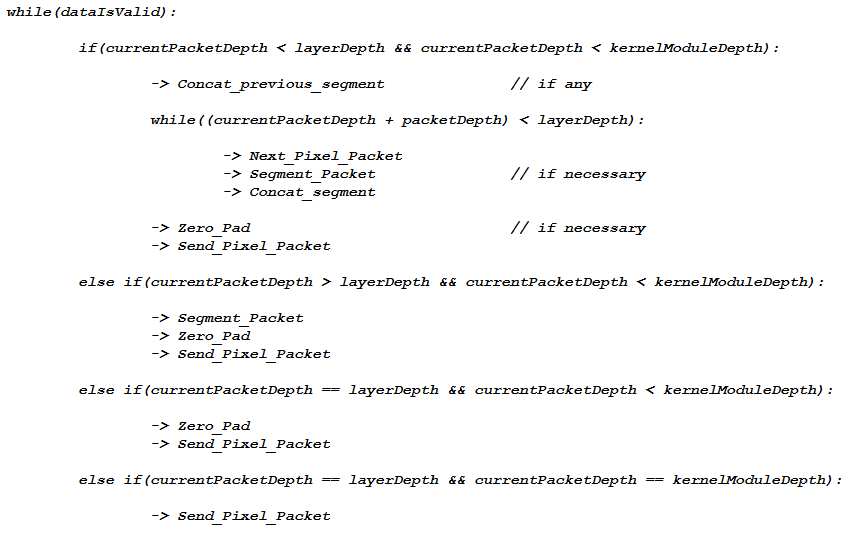 while(dataIsValid):
if(currentPacketDepth < layerDepth && currentPacketDepth < kernelModuleDepth):
-> Concat_previous_segment // if any
while((currentPacketDepth + packetDepth) < layerDepth):
-> Next_Pixel_Packet
-> Segment_Packet // if necessary
-> Concat_segment
-> Zero_Pad // if necessary
-> Send_Pixel_Packet
else if(currentPacketDepth > layerDepth && currentPacketDepth < kernelModuleDepth):
-> Segment_Packet
-> Zero_Pad
-> Send_Pixel_Packet
else if(currentPacketDepth == layerDepth && currentPacketDepth < kernelModuleDepth):
-> Zero_Pad
-> Send_Pixel_Packet
else if(currentPacketDepth == layerDepth && currentPacketDepth == kernelModuleDepth):
-> Send_Pixel_Packet